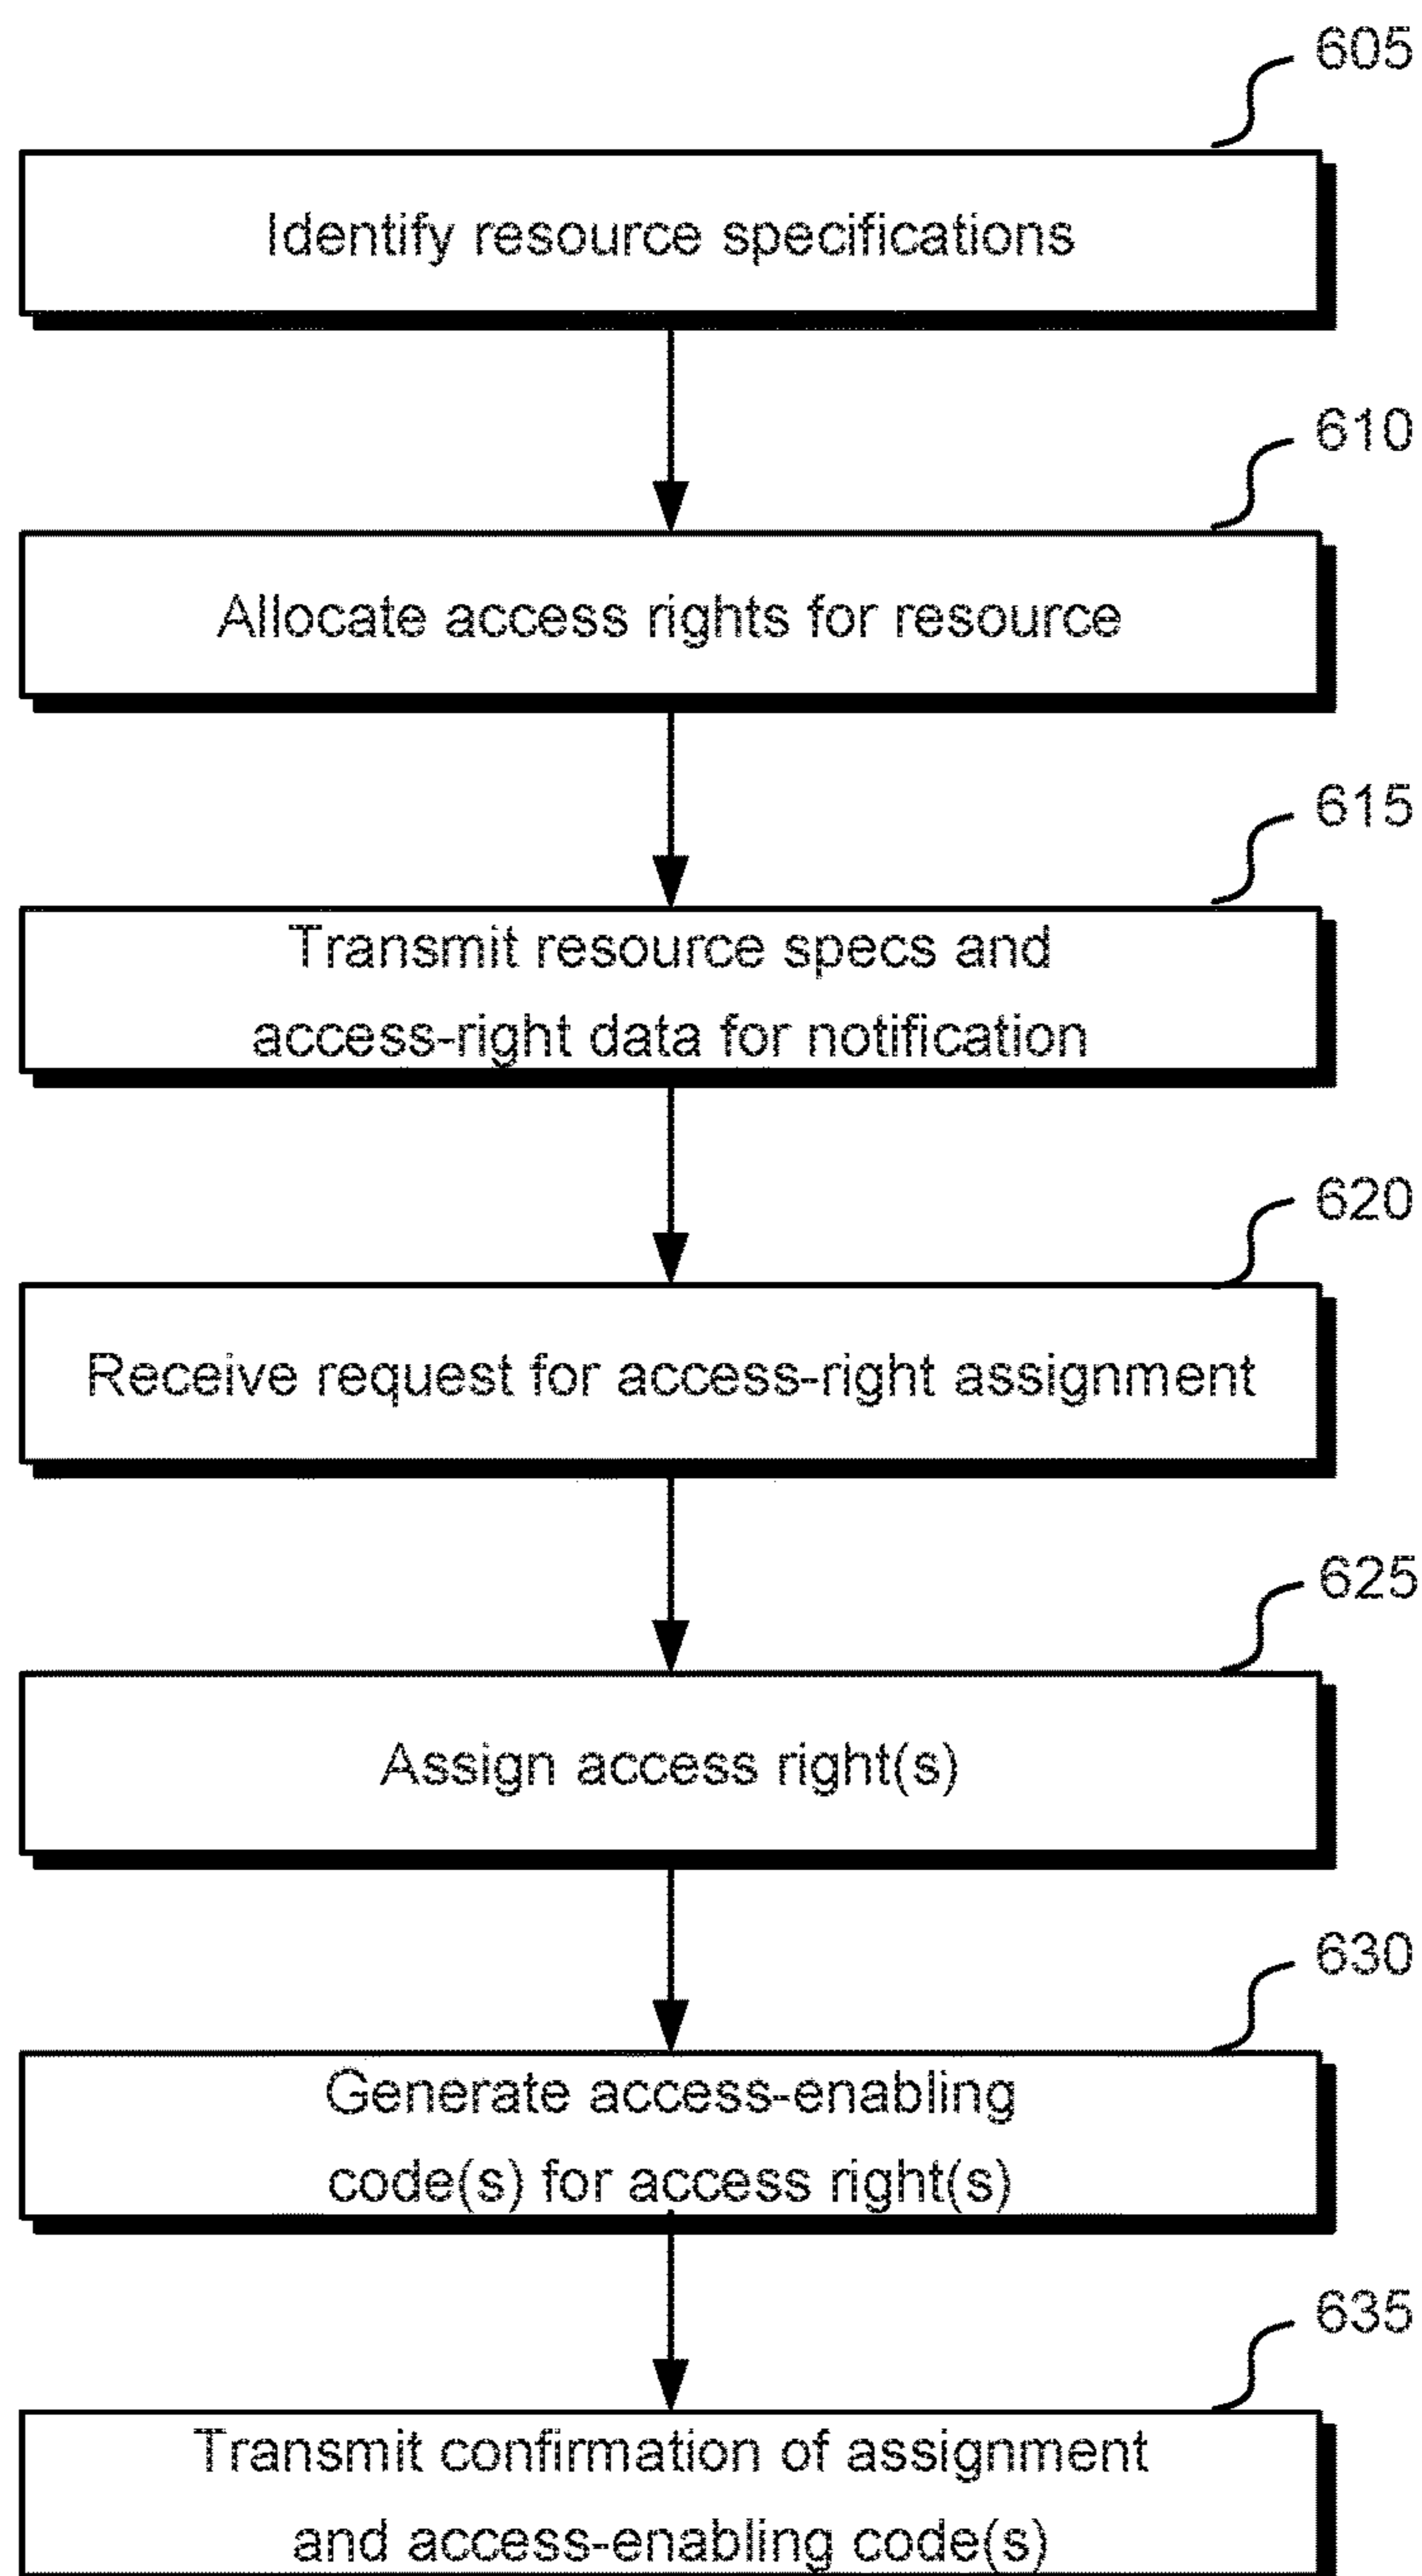 605
Identify resource specifications
610
Allocate access rights for resource
615
Transmit resource specs and
access-right data for notification
620
Receive request for access-right assignment
625
Assign access right(s)
630
Generate access-enabling
code(s) for access right(s)
635
Transmit confirmation of assignment
and access-enabling code(s)